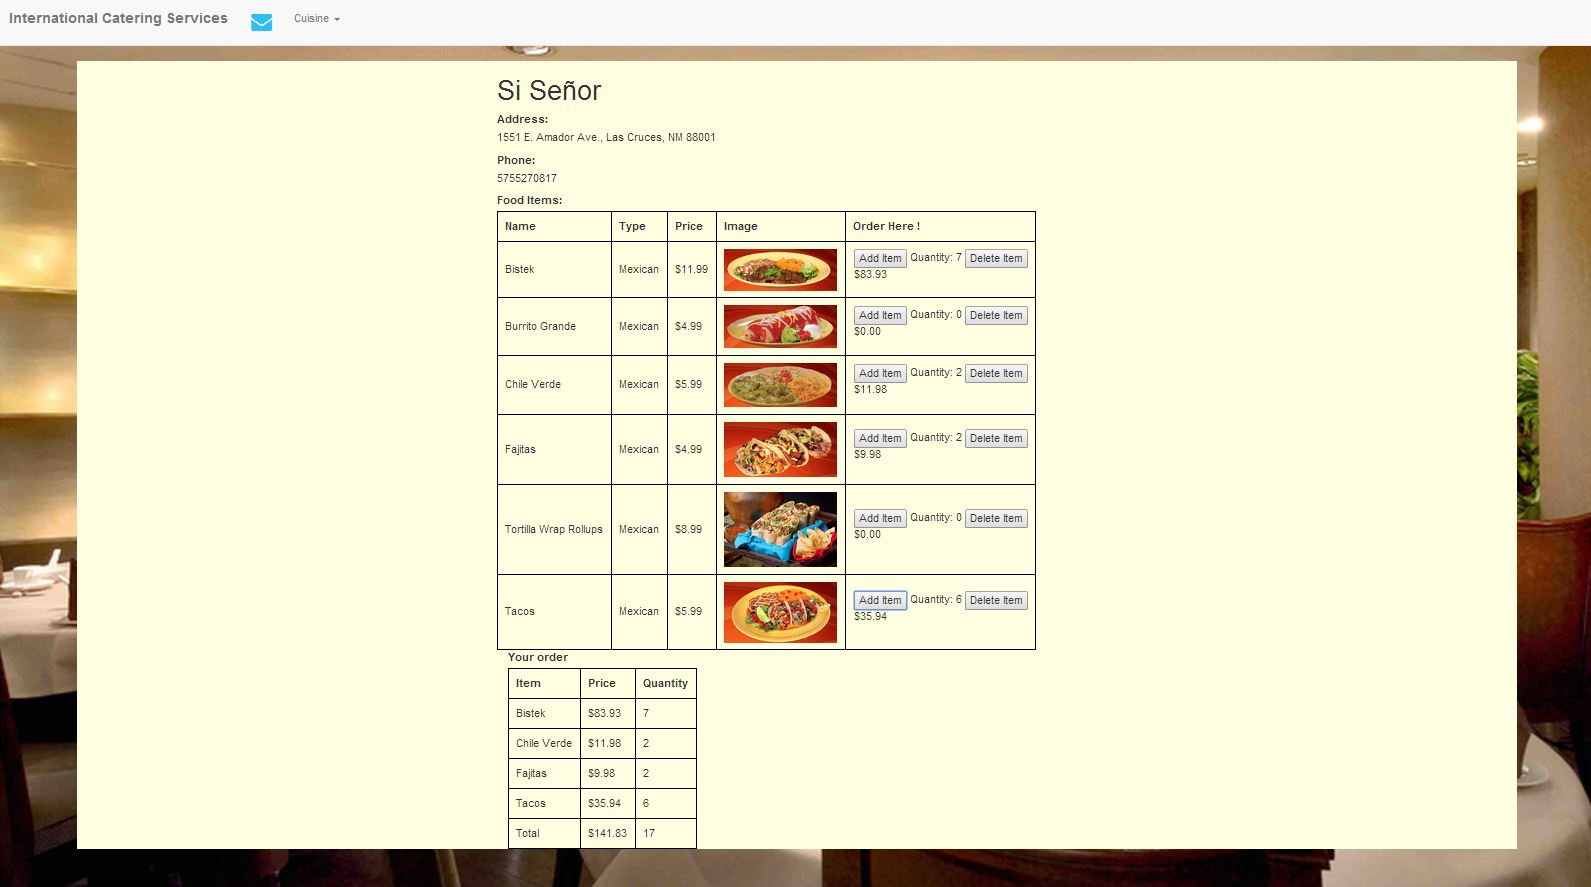 International Catering Services Cuisine
Si Señor
Address:
1551 E. Amador Ave., Las Cruces, NM 88001
Phone:
5755270817
Food Items:
Name Type Price Image Order Here !
Bistek Mexican $11.99 Add Item Quantity: 7 Delete Item
$83.93
Burrito Grande Mexican $4.99 Add Item Quantity: 0 Delete Item
$0.00
Chile Verde Mexican $5.99 Add Item Quantity: 2 Delete Item
$11.98
Fajitas Mexican $4.99 Add Item Quantity: 2 Delete Item
$9.98
Tortilla Wrap Rollups Mexican $8.99 Add Item Quantity: 0 Delete Item
$0.00
Tacos Mexican $5.99 Add Item Quantity: 6 Delete Item
$35.94
Your order
Item Price Quantity
Bistek $83.93 7
Chile Verde $11.98 2
Fajitas $9.98 2
Tacos $35.94 6
Total $141.83 17